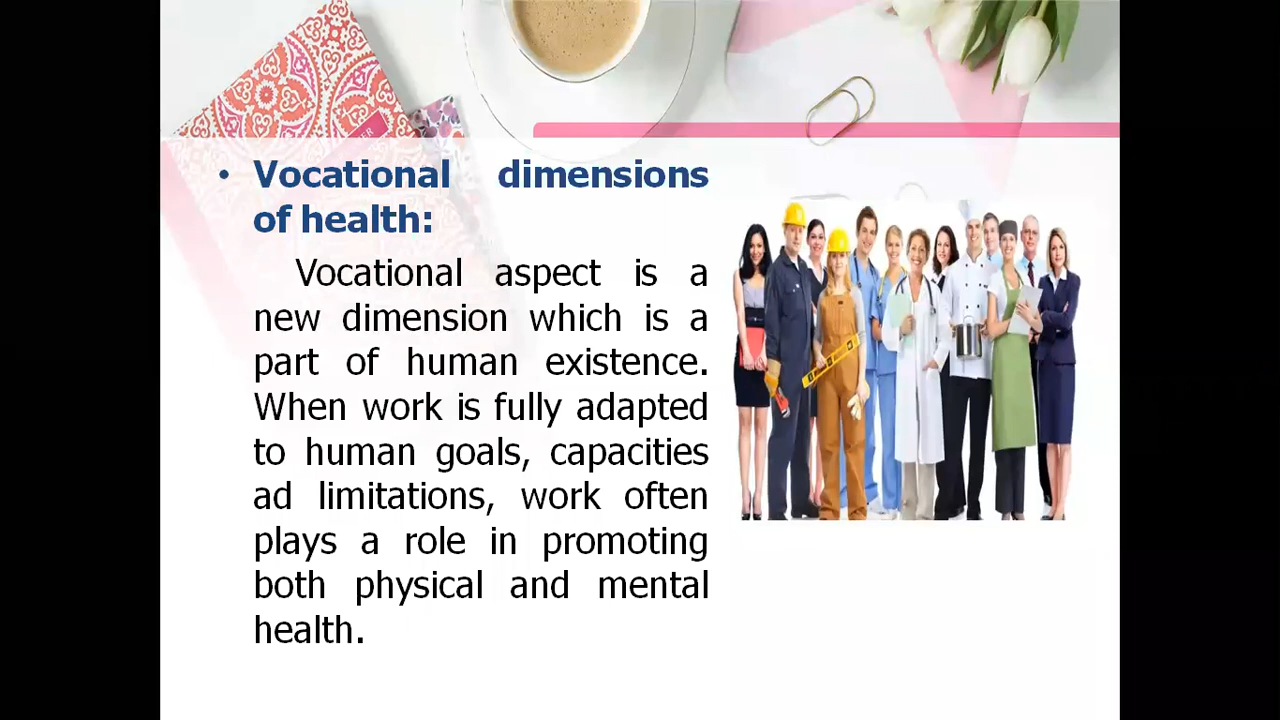 • Vocational dimensions
of health:
Vocational aspect is a
new dimension which is a
part of human existence.
When work is fully adapted
to human goals, capacities
ad limitations, work often
plays a role in promoting
both physical and mental
health.